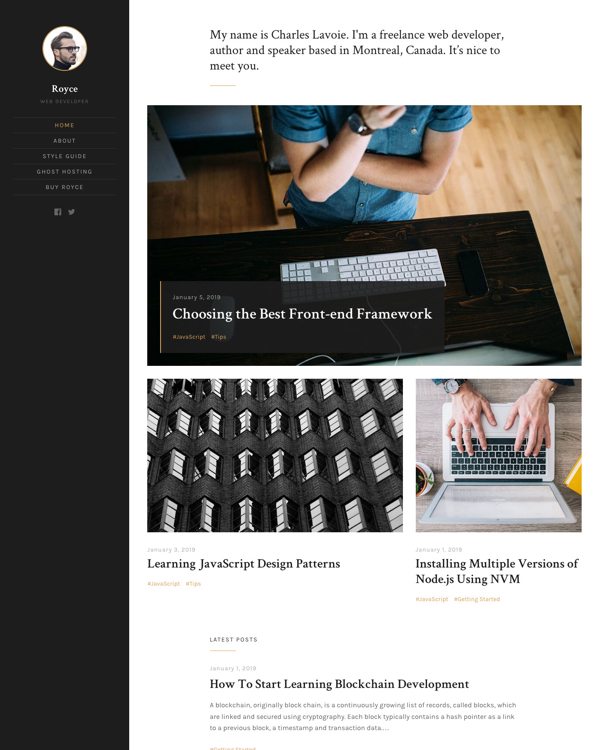 Royce
WEB DEVELOPER
HOME
ABOUT
STYLE GUIDE
GHOST HOSTING
BUY ROYCE
My name is Charles Lavoie. I'm a freelance web developer,
author and speaker based in Montreal, Canada. It's nice to
meet you.
January 5, 2019
Choosing the Best Front-end Framework
#JavaScript #Tips
January 3, 2019
Learning JavaScript Design Patterns
#JavaScript #Tips
January 1, 2019
Installing Multiple Versions of
Node.js Using NVM
#JavaScript #Getting Started
LATEST POSTS
January 1, 2019
How To Start Learning Blockchain Development
A blockchain, originally block chain, is a continuously growing list of records, called blocks, which
are linked and secured using cryptography. Each block typically contains a hash pointer as a link
to a previous block, a timestamp and transaction data.…
#Getting Started